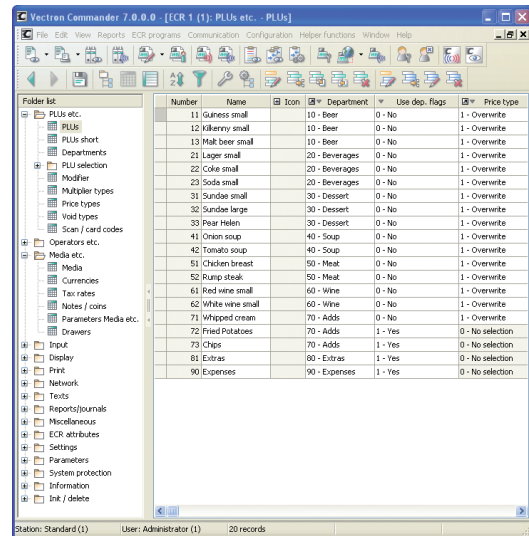 Vectron Commander 7.0.0.0 - [ECR 1 (1): PLUs etc. - PLUs]
File Edit View Reports ECR programs Communication Configuration Helper functions Window Help
Folder list
PLUs etc.
PLUs
PLUs short
Departments
PLU selection
Modifier
Multiplier types
Price types
Void types
Scan / card codes
Operators etc.
Media etc.
Media
Currencies
Tax rates
Notes / coins
Parameters Media etc.
Drawers
Input
Display
Print
Network
Texts
Reports/journals
Miscellaneous
ECR attributes
Settings
Parameters
System protection
Information
Init / delete
Number Name Icon Department Use dep. flags Price type
11 Guiness small 10 - Beer 0 - No 1 - Overwrite
12 Kilkenny small 10 - Beer 0 - No 1 - Overwrite
13 Malt beer small 10 - Beer 0 - No 1 - Overwrite
21 Lager small 20 - Beverages 0 - No 1 - Overwrite
22 Coke small 20 - Beverages 0 - No 1 - Overwrite
23 Soda small 20 - Beverages 0 - No 1 - Overwrite
31 Sundae small 30 - Dessert 0 - No 1 - Overwrite
32 Sundae large 30 - Dessert 0 - No 1 - Overwrite
33 Pear Helen 30 - Dessert 0 - No 1 - Overwrite
41 Onion soup 40 - Soup 0 - No 1 - Overwrite
42 Tomato soup 40 - Soup 0 - No 1 - Overwrite
51 Chicken breast 50 - Meat 0 - No 1 - Overwrite
52 Rump steak 50 - Meat 0 - No 1 - Overwrite
61 Red wine small 60 - Wine 0 - No 1 - Overwrite
62 White wine small 60 - Wine 0 - No 1 - Overwrite
71 Whipped cream 70 - Adds 0 - No 1 - Overwrite
72 Fried Potatoes 70 - Adds 1 - Yes 0 - No selection
73 Chips 70 - Adds 1 - Yes 0 - No selection
81 Extras 80 - Extras 1 - Yes 0 - No selection
90 Expenses 90 - Expenses 1 - Yes 0 - No selection
Station: Standard (1) User: Administrator (1) 20 records